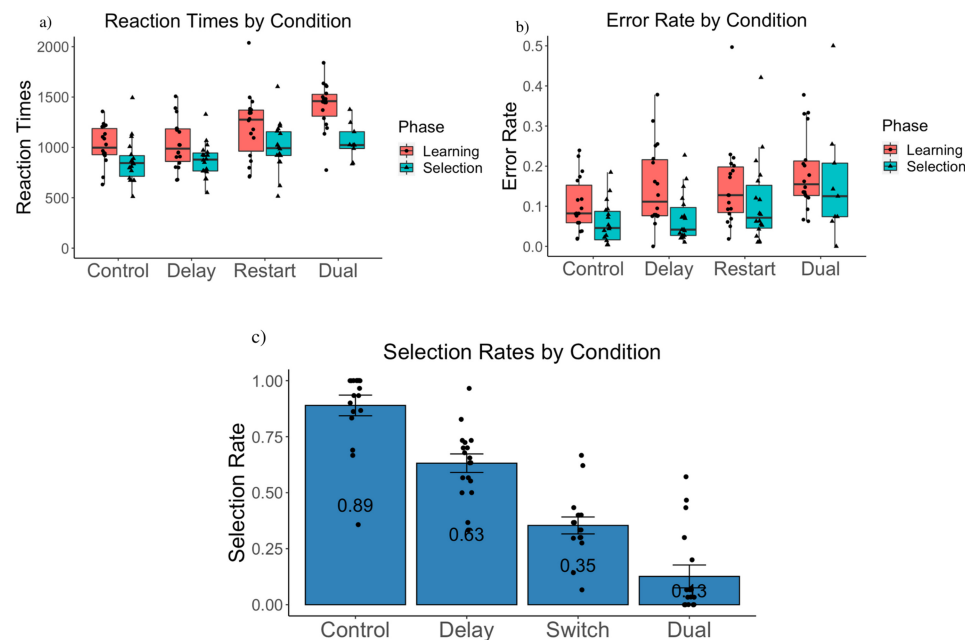 a)
Reaction Times by Condition
Reaction Times
2000
1500
1000
500
0
Control Delay Restart Dual
Phase
Learning
Selection
b)
Error Rate by Condition
Error Rate
0.5
0.4
0.3
0.2
0.1
0.0
Control Delay Restart Dual
Phase
Learning
Selection
c)
Selection Rates by Condition
Selection Rate
1.00
0.75
0.50
0.25
0.00
0.89
0.63
0.35
0.13
Control Delay Switch Dual